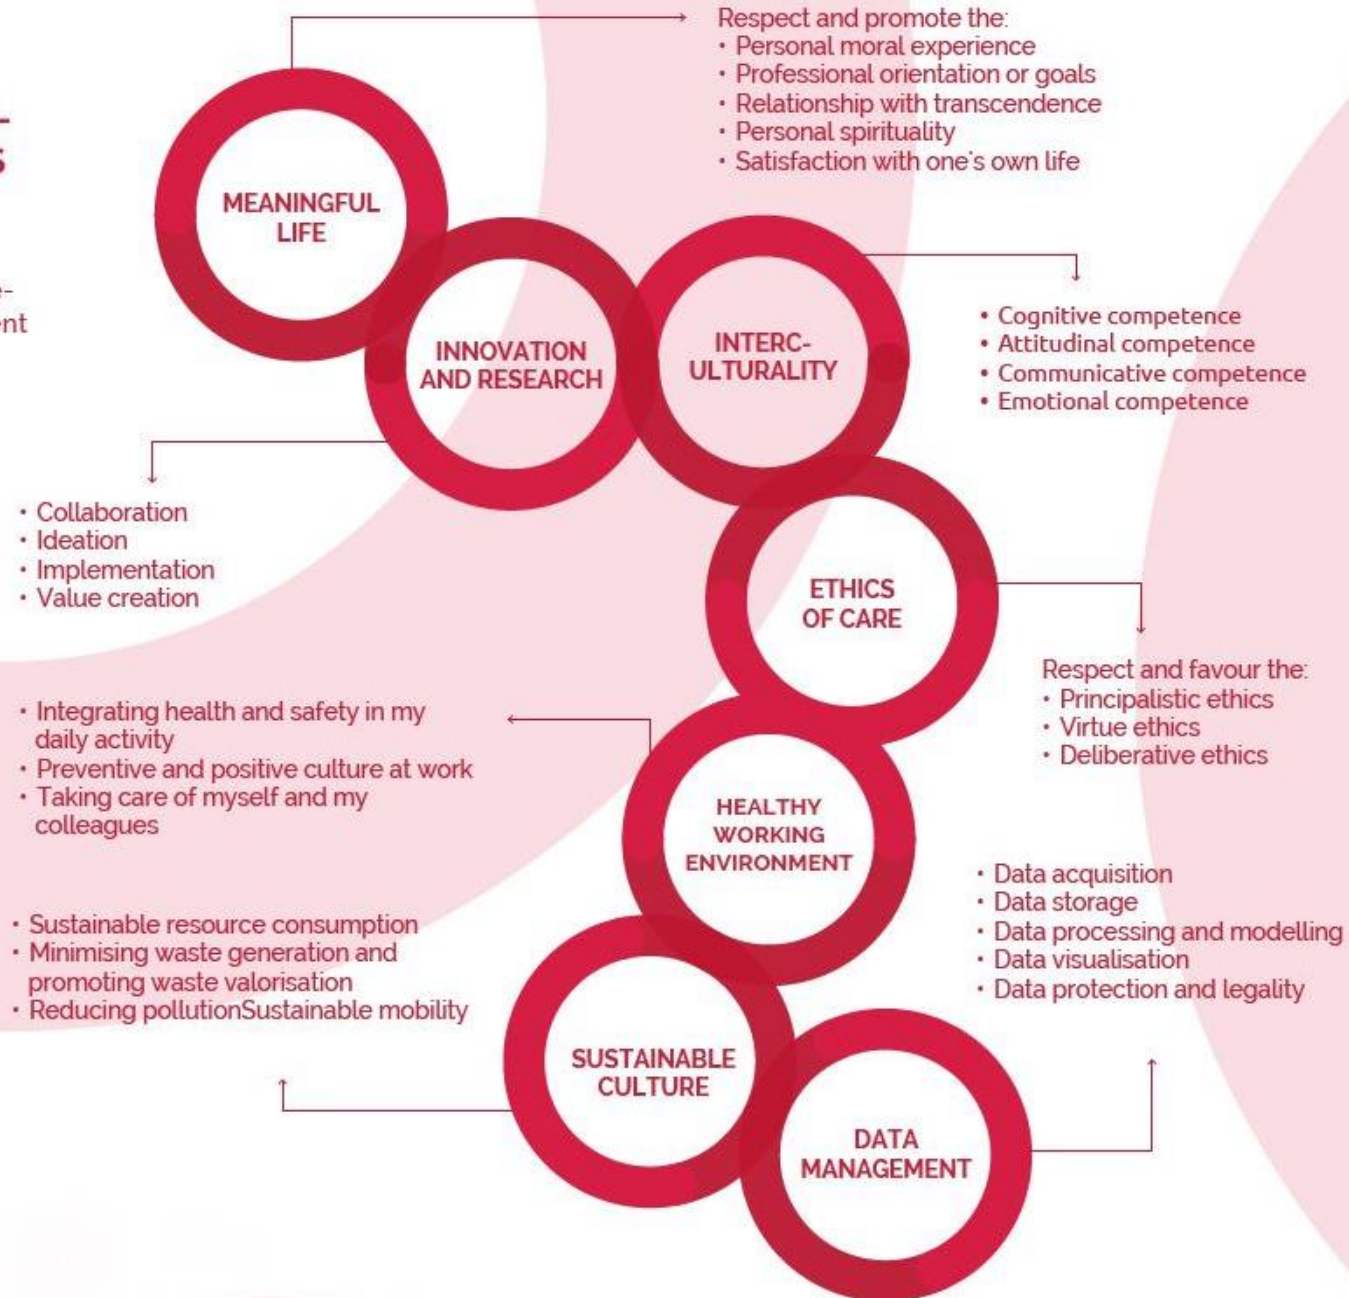 Respect and promote the:
• Personal moral experience
• Professional orientation or goals
• Relationship with transcendence
• Personal spirituality
• Satisfaction with one's own life
MEANINGFUL
LIFE
ent
INNOVATION
AND RESEARCH
INTERC-
ULTURALITY
• Cognitive competence
• Attitudinal competence
• Communicative competence
• Emotional competence
• Collaboration
• Ideation
• Implementation
• Value creation
ETHICS
OF CARE
Respect and favour the:
• Principalistic ethics
• Virtue ethics
• Deliberative ethics
• Integrating health and safety in my
daily activity
• Preventive and positive culture at work
• Taking care of myself and my
colleagues
HEALTHY
WORKING
ENVIRONMENT
• Data acquisition
• Data storage
• Data processing and modelling
• Data visualisation
• Data protection and legality
• Sustainable resource consumption
• Minimising waste generation and
promoting waste valorisation
• Reducing pollutionSustainable mobility
SUSTAINABLE
CULTURE
DATA
MANAGEMENT